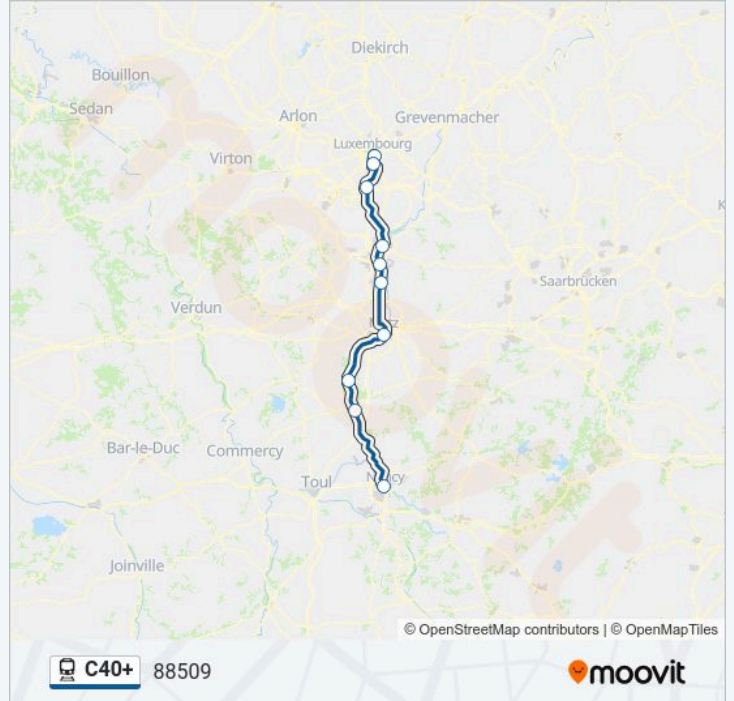 Diekirch
Bouillon
Sedan
Arlon
Grevenmacher
Luxembourg
Virton
K
Saarbrücken
Verdun
Bar-le-Duc
Commercy
Toul
Joinville
© OpenStreetMap contributors | © OpenMapTiles
C40+ 88509
moovit